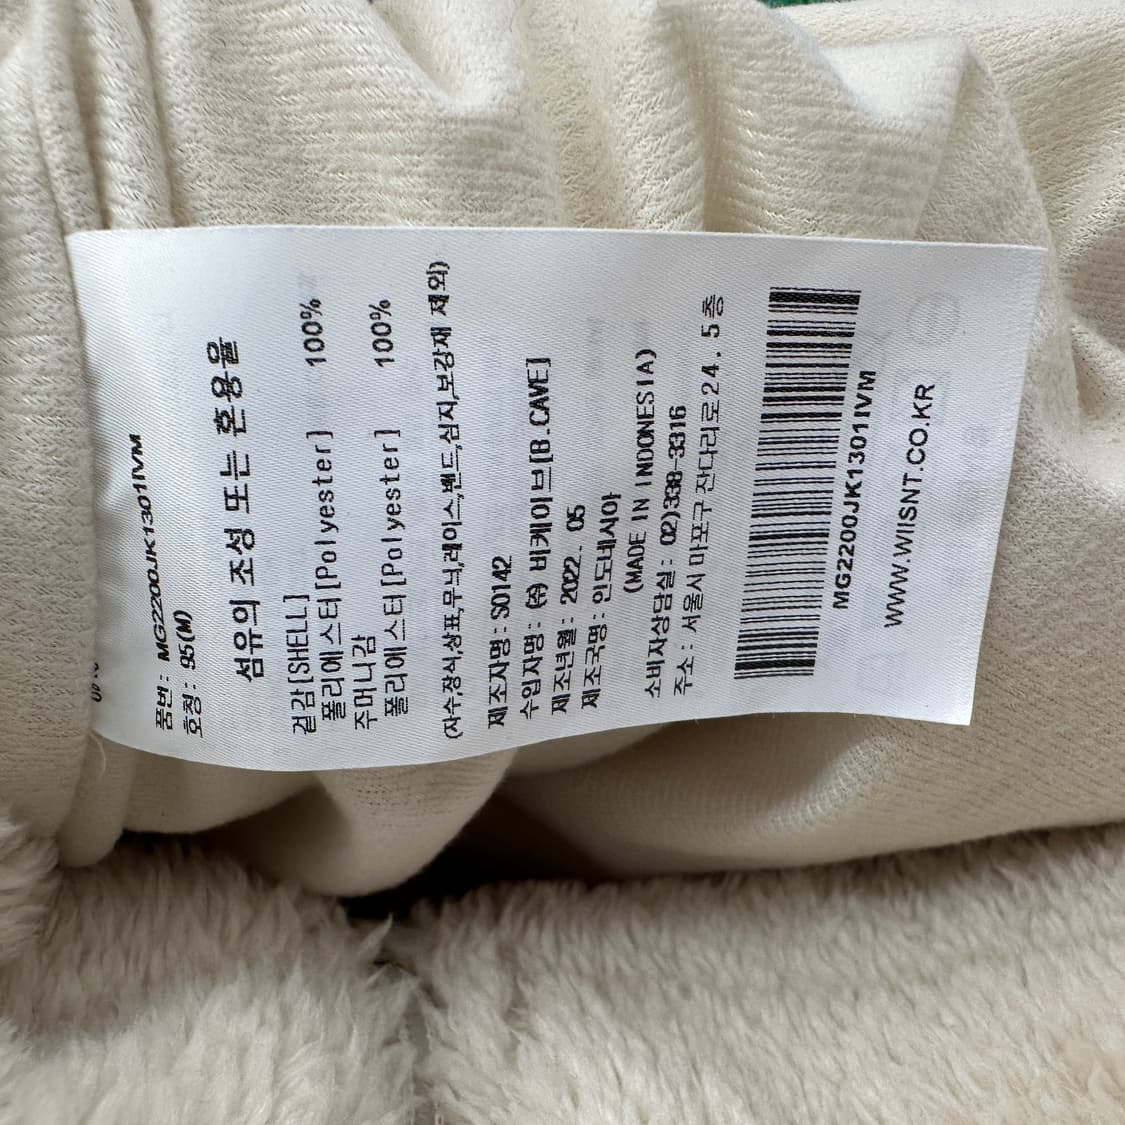 품번: MG2200JK1301IVM
호칭: 95(M)
섬유의 조성 또는 혼용율
겉감[SHELL]
폴리에스터[Polyester] 100%
주머니감
폴리에스터[Polyester] 100%
(자수,장식,상표,무늬,레이스,밴드,심지,보강재 제외)
제조자명: S0142
수입자명: (주) 비케이브[B.CAVE]
제조년월: 2022. 05
제조국명: 인도네시아
(MADE IN INDONESIA)
소비자상담실: 02)338-3316
주소: 서울시 마포구 잔다리로24. 5층
MG2200JK1301IVM
WWW.WIISNT.CO.KR